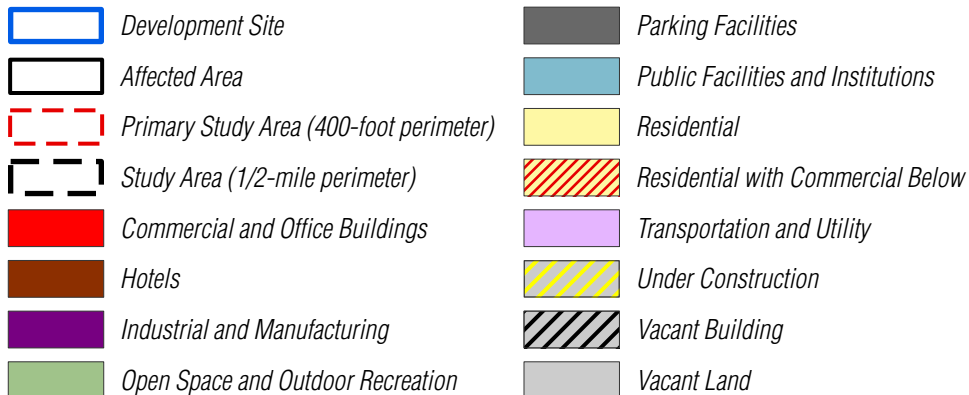 Development Site
Affected Area
Primary Study Area (400-foot perimeter)
Study Area (1/2-mile perimeter)
Commercial and Office Buildings
Hotels
Industrial and Manufacturing
Open Space and Outdoor Recreation
Parking Facilities
Public Facilities and Institutions
Residential
Residential with Commercial Below
Transportation and Utility
Under Construction
Vacant Building
Vacant Land